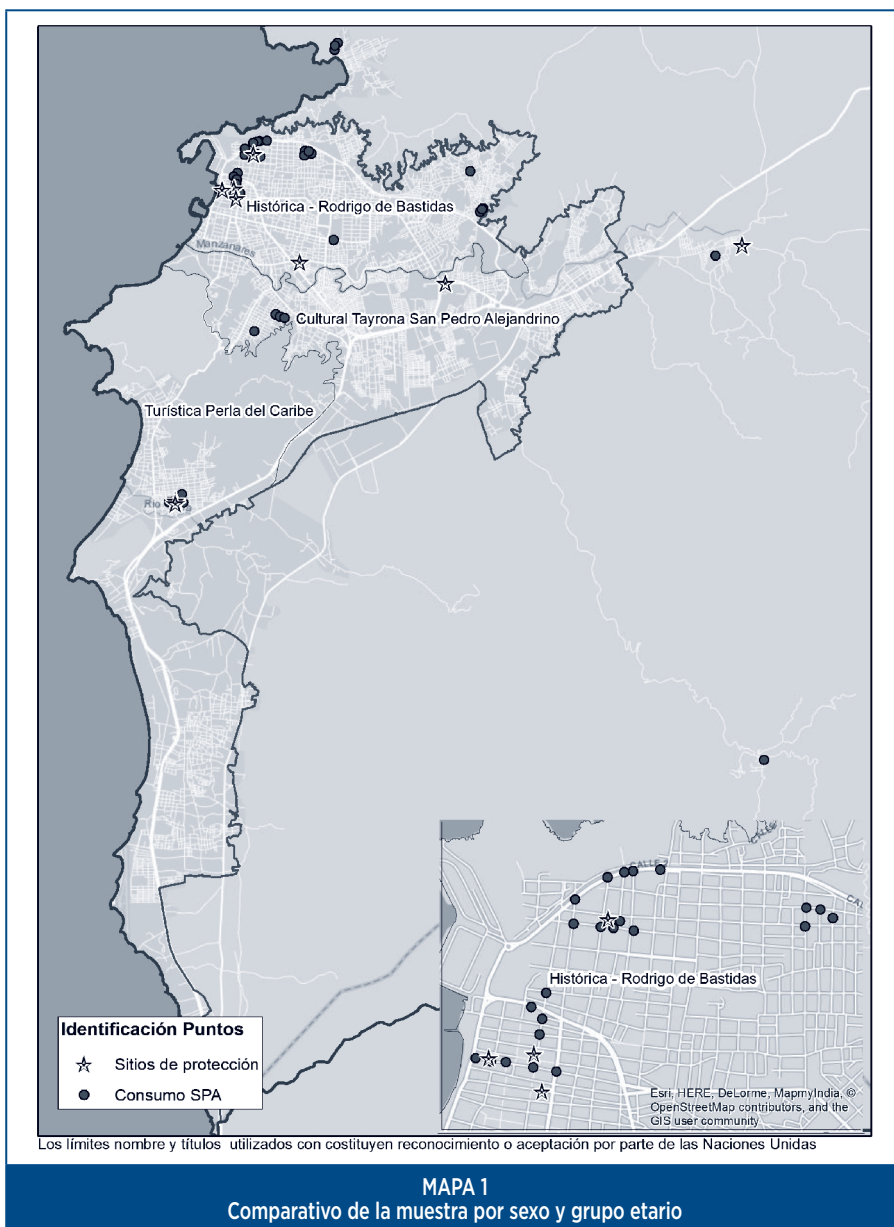 Histórica - Rodrigo de Bastidas
Manzanares
Cultural Tayrona San Pedro Alejandrino
Turística Perla del Caribe
CALLE 2
Histórica - Rodrigo de Bastidas
Identificación Puntos
Sitios de protección
Consumo SPA
Esri, HERE, DeLorme, MapmyIndia, ©
OpenStreetMap contributors, and the
GIS user community
Los límites nombre y títulos utilizados con costituyen reconocimiento o aceptación por parte de las Naciones Unidas
MAPA 1
Comparativo de la muestra por sexo y grupo etario